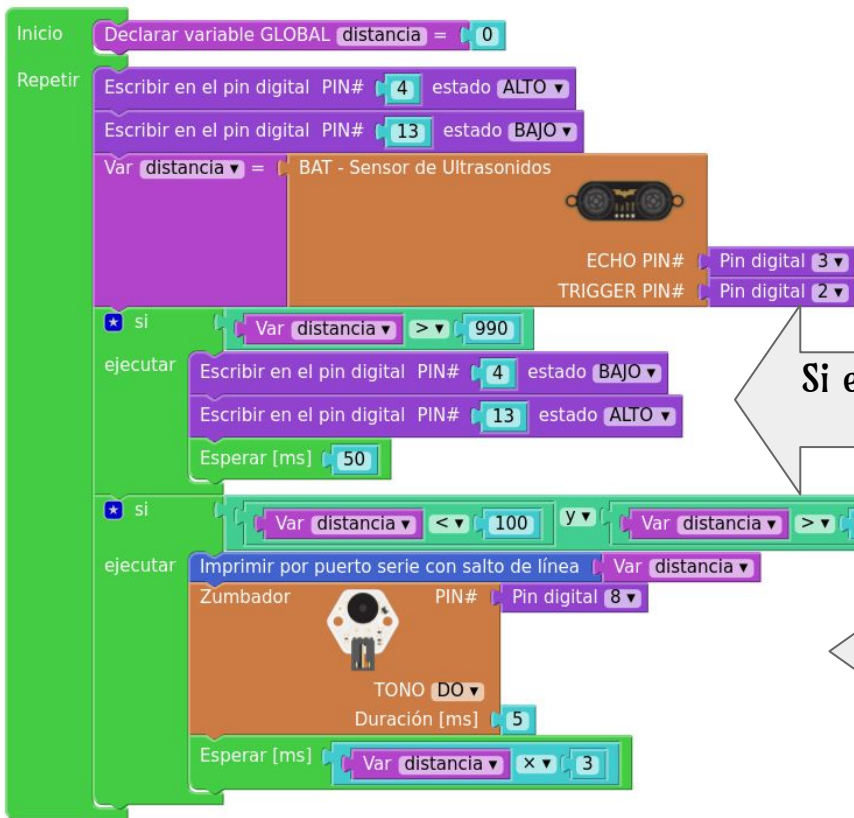 Inicio
Declarar variable GLOBAL distancia = 0
Repetir
Escribir en el pin digital PIN# 4 estado ALTO
Escribir en el pin digital PIN# 13 estado BAJO
Var distancia = BAT - Sensor de Ultrasonidos
ECHO PIN# Pin digital 3
TRIGGER PIN# Pin digital 2
si Var distancia > 990
ejecutar
Escribir en el pin digital PIN# 4 estado BAJO
Escribir en el pin digital PIN# 13 estado ALTO
Esperar [ms] 50
Si
si Var distancia < 100 y Var distancia >
ejecutar
Imprimir por puerto serie con salto de línea Var distancia
Zumbador PIN# Pin digital 8
TONO DO
Duración [ms] 5
Esperar [ms] Var distancia × 3